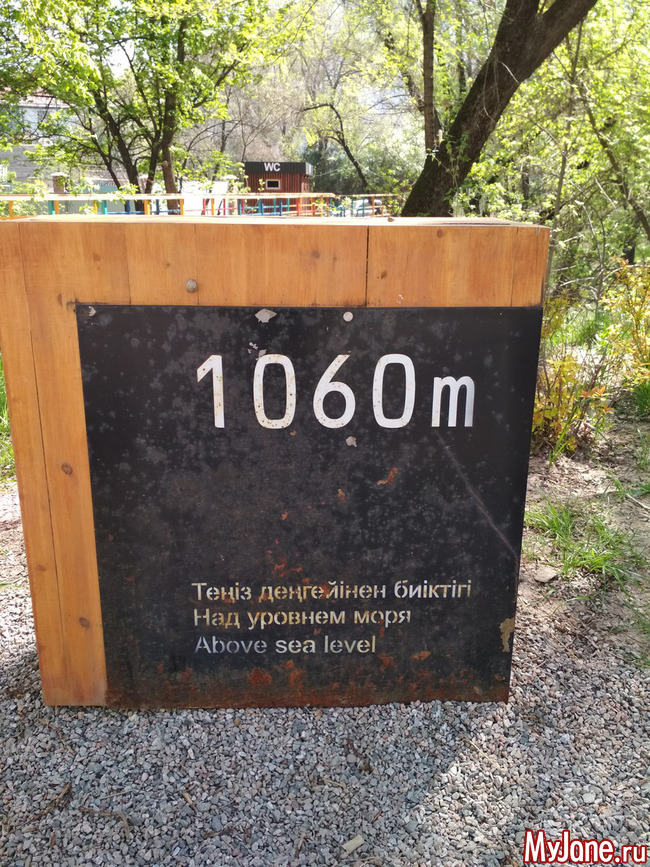 WC
1060m
Теңіз деңгейінен биіктігі
Над уровнем моря
Above sea level
MyJane.ru